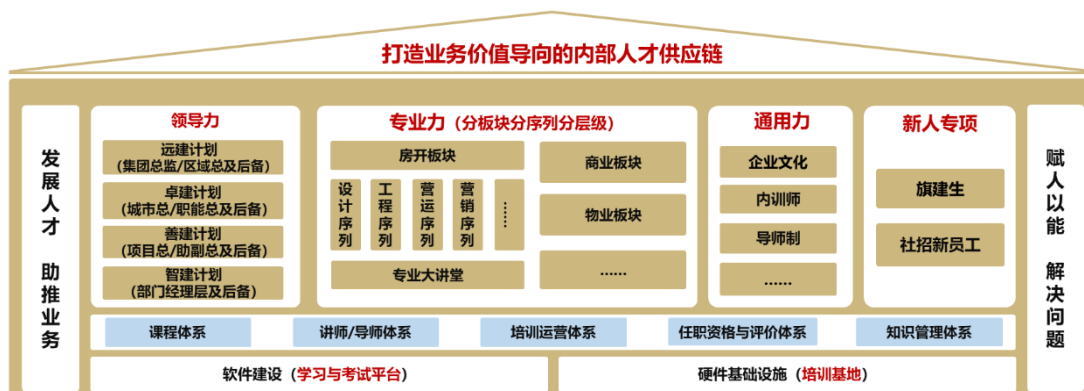 打造业务价值导向的内部人才供应链
发展人才 助推业务
领导力
远建计划
(集团总监/区域总及后备)
卓建计划
(城市总/职能总及后备)
善建计划
(项目总/助副总及后备)
智建计划
(部门经理层及后备)
专业力（分板块分序列分层级）
房开板块
设计序列
工程序列
营运序列
营销序列
……
专业大讲堂
商业板块
物业板块
……
通用力
企业文化
内训师
导师制
……
新人专项
旗建生
社招新员工
赋人以能 解决问题
课程体系
讲师/导师体系
培训运营体系
任职资格与评价体系
知识管理体系
软件建设（学习与考试平台）
硬件基础设施（培训基地）